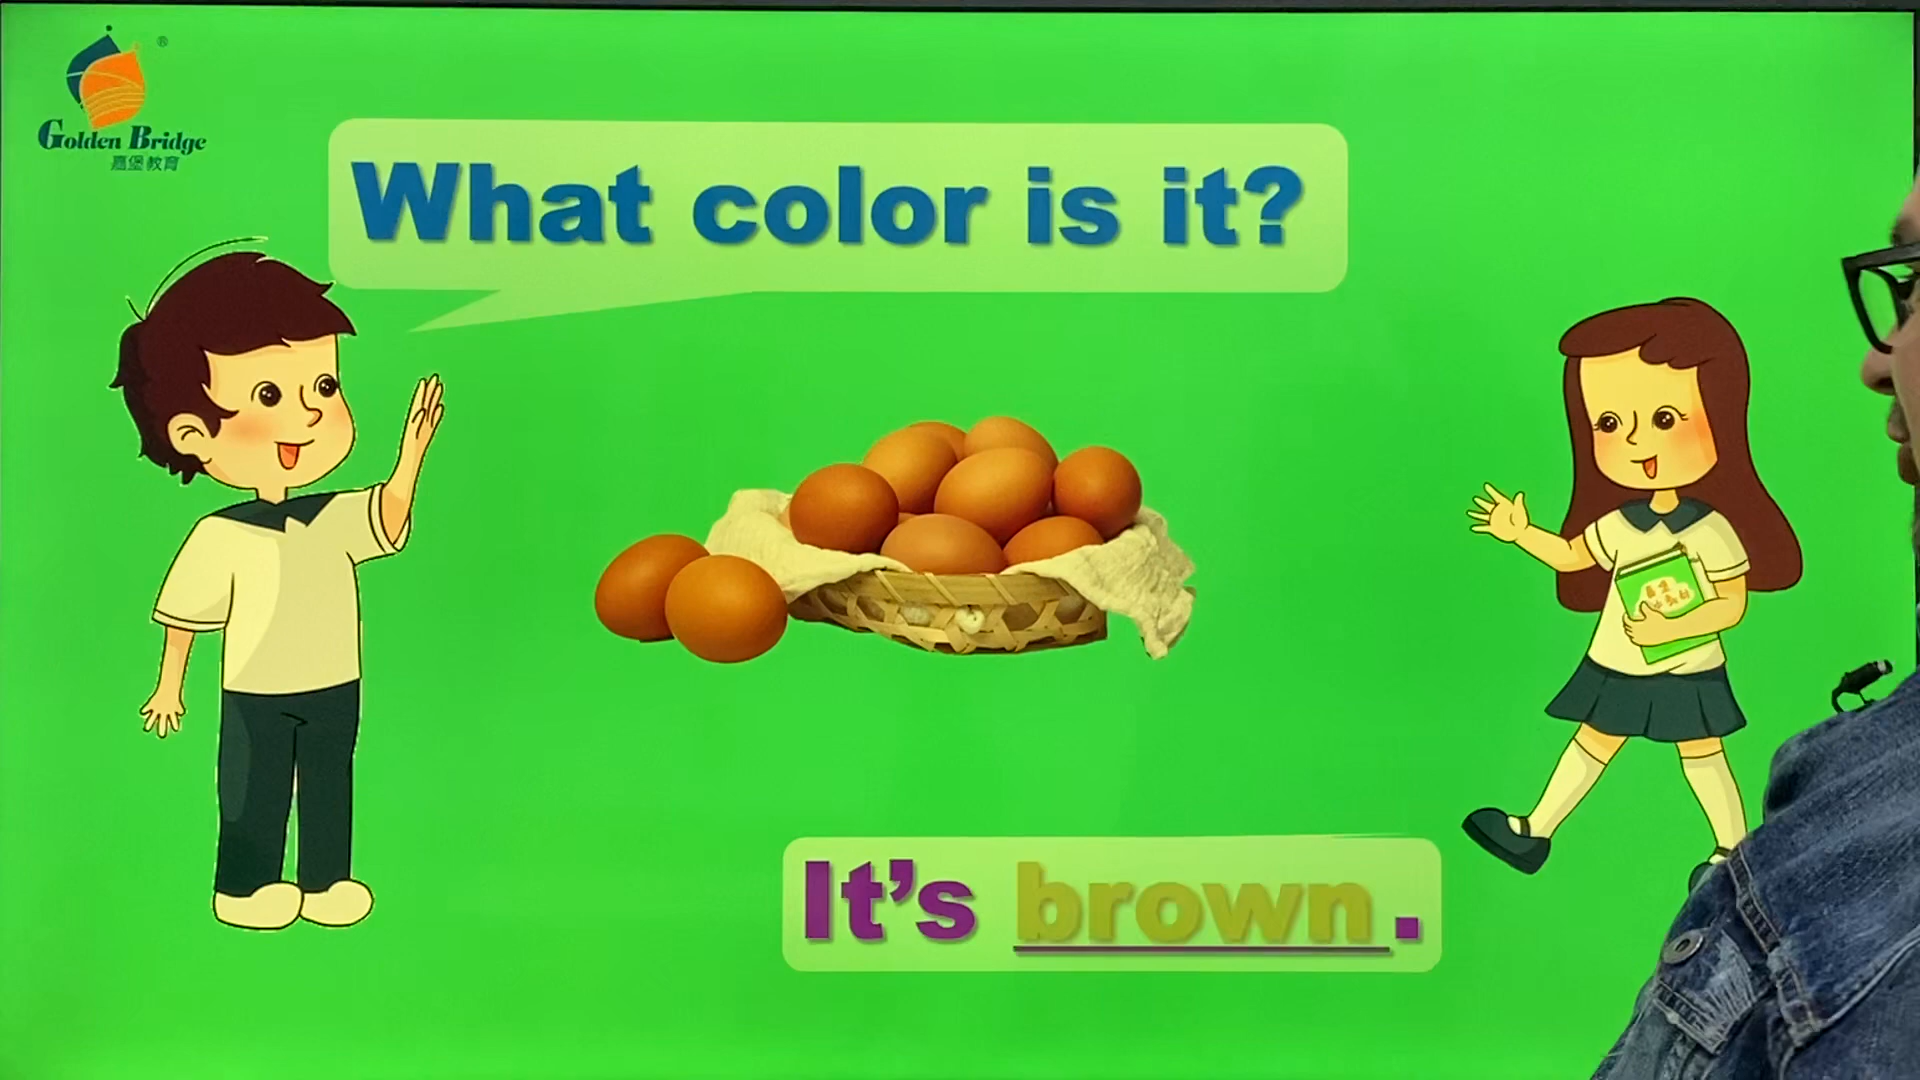 ®
Golden Bridge
嘉堡教育
What color is it?
It's brown.